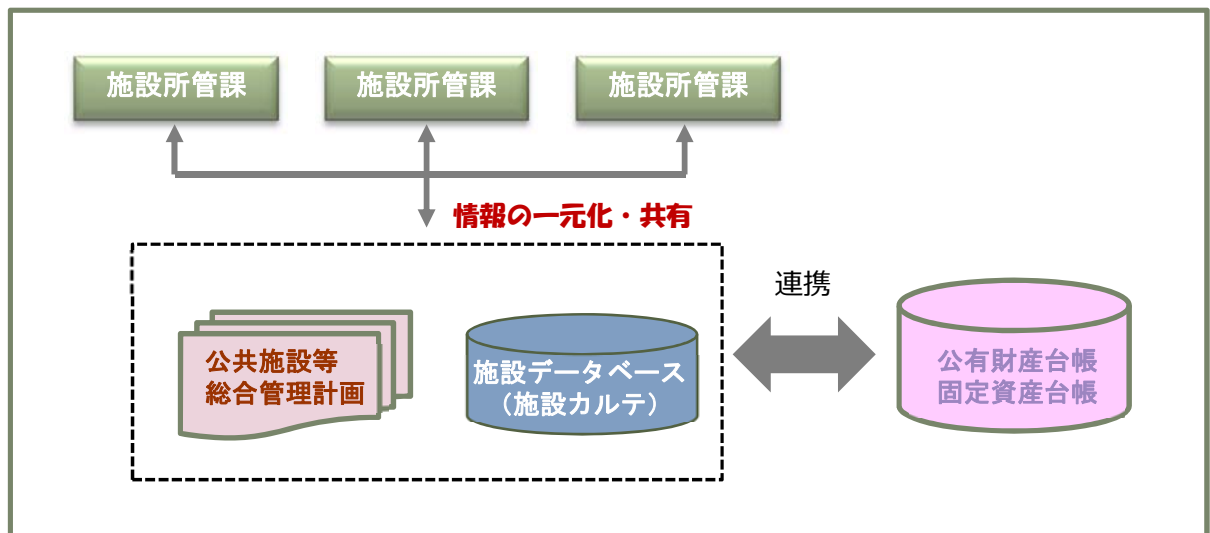 施設所管課
施設所管課
施設所管課
情報の一元化・共有
連携
公共施設等
総合管理計画
施設データベース
（施設カルテ）
公有財産台帳
固定資産台帳